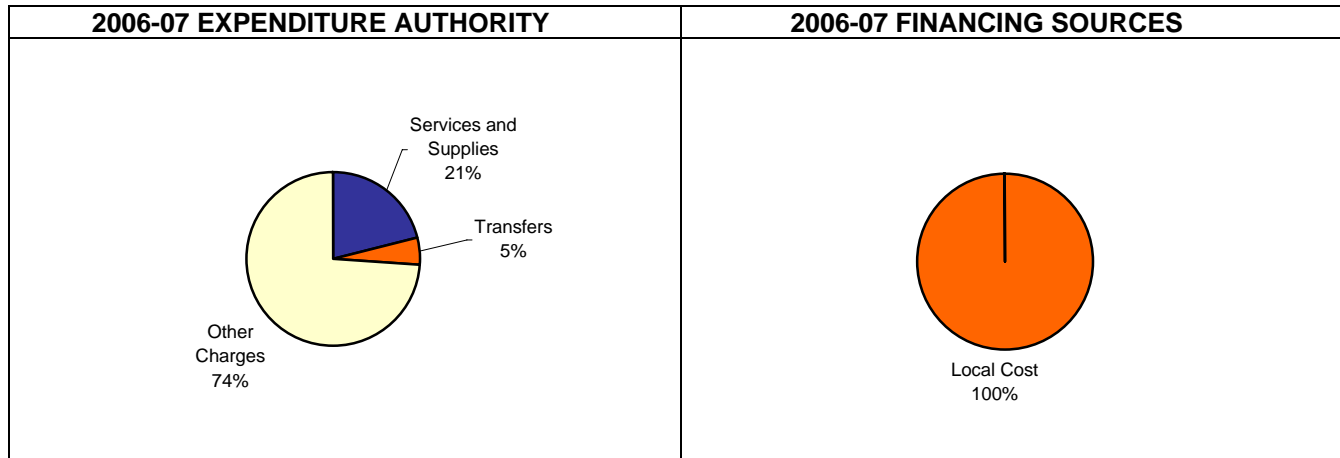 2006-07 EXPENDITURE AUTHORITY
Services and
Supplies
21%
Transfers
5%
Other
Charges
74%
2006-07 FINANCING SOURCES
Local Cost
100%